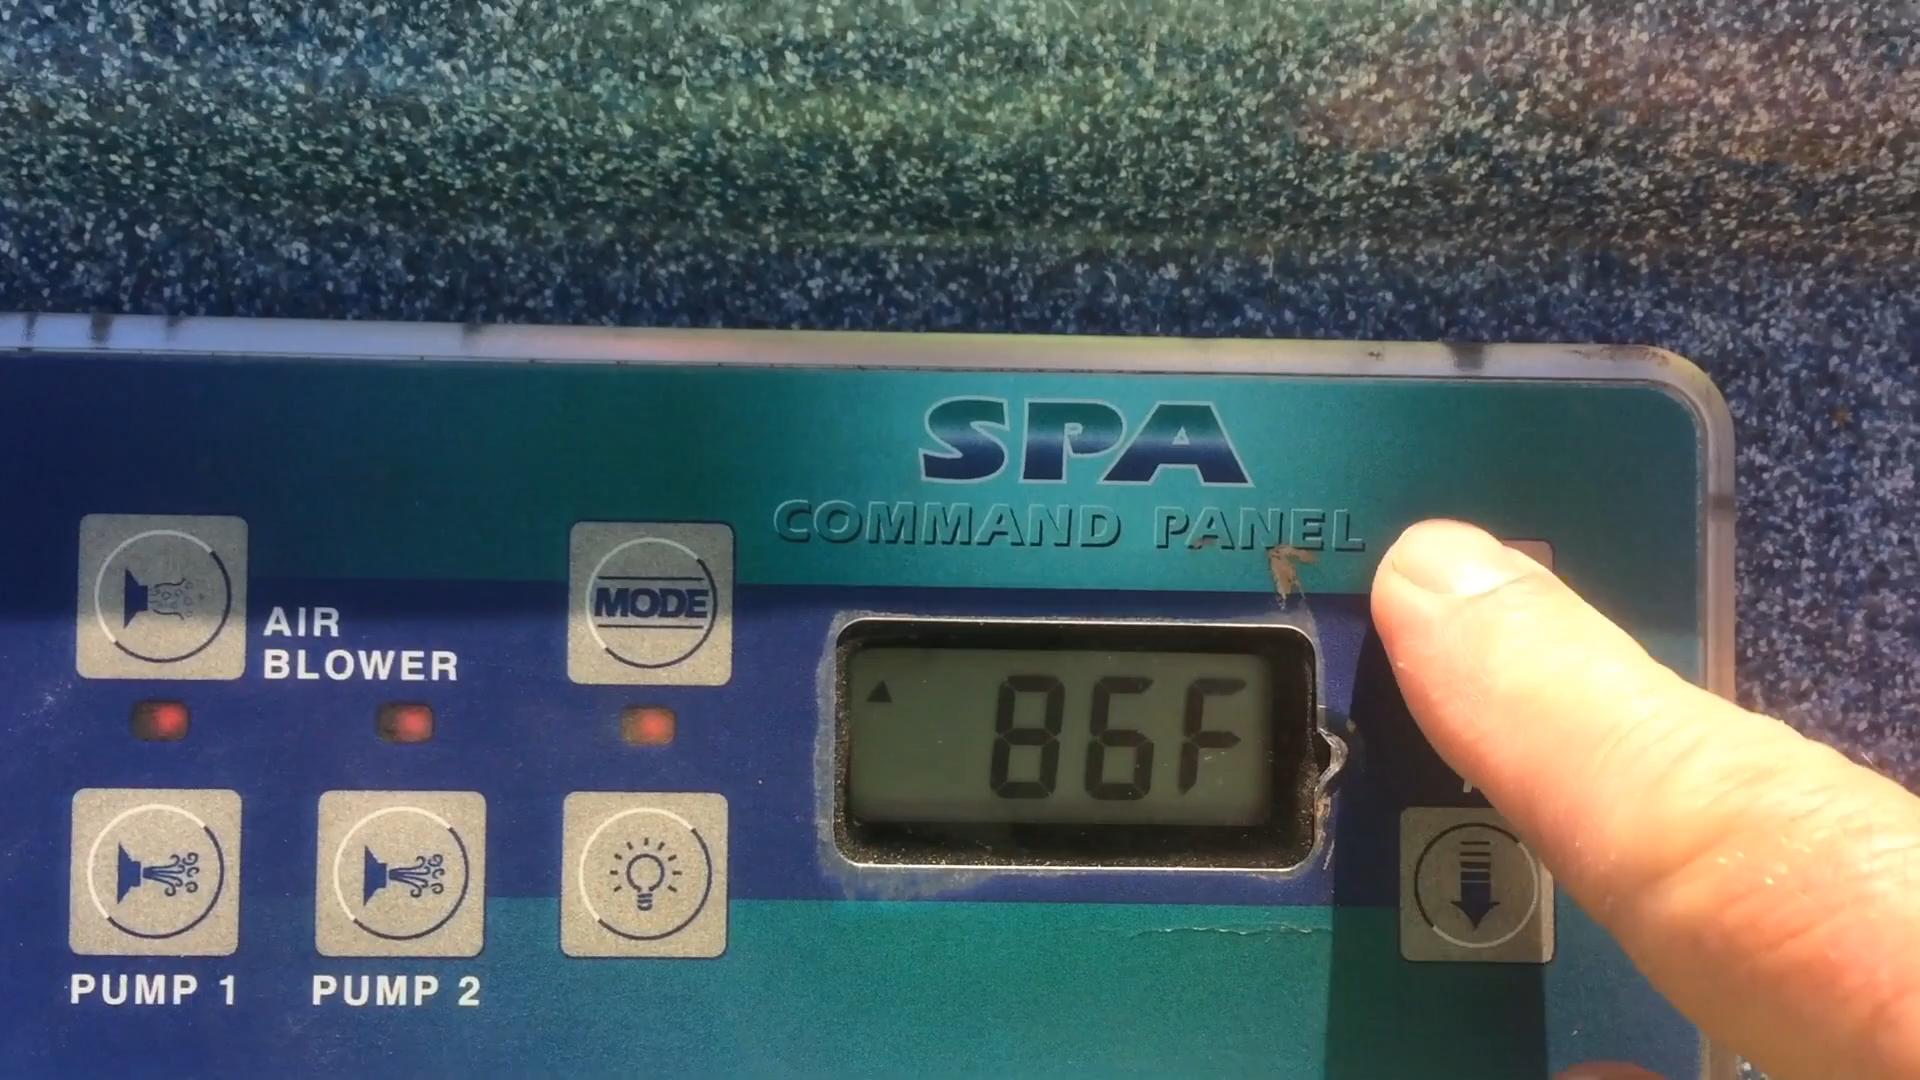 SPA
COMMAND PANEL
AIR
BLOWER
MODE
86F
PUMP 1
PUMP 2